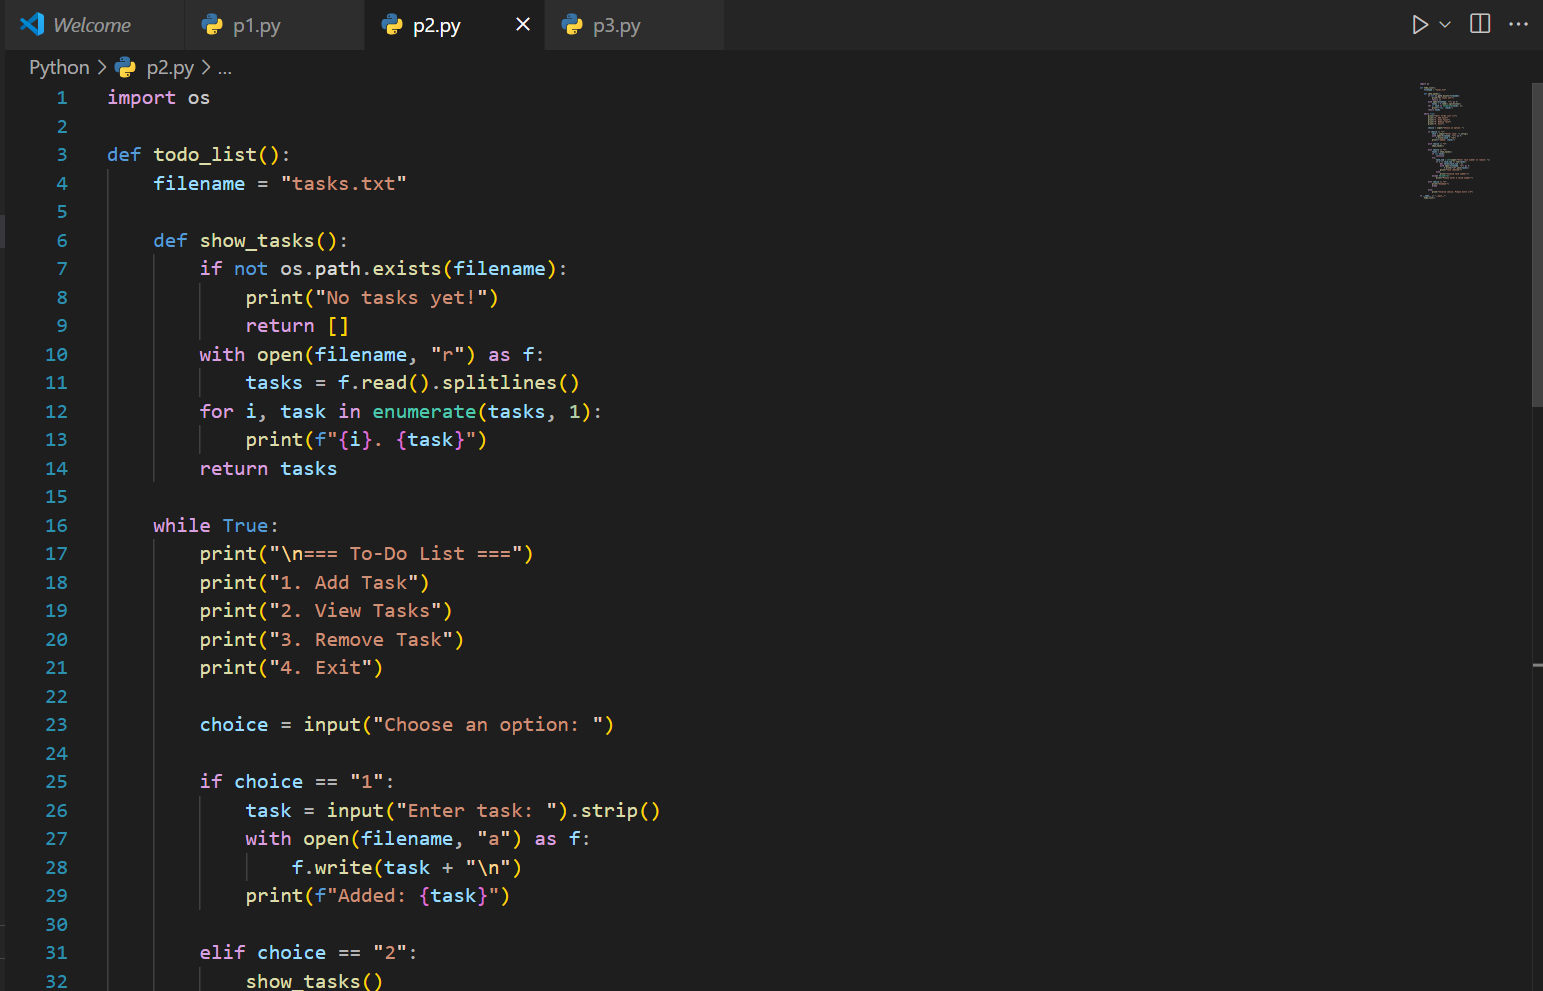 Welcome p1.py p2.py p3.py
Python > p2.py > ...
1 import os
2
3 def todo_list():
4     filename = "tasks.txt"
5
6     def show_tasks():
7         if not os.path.exists(filename):
8             print("No tasks yet!")
9             return []
10         with open(filename, "r") as f:
11             tasks = f.read().splitlines()
12         for i, task in enumerate(tasks, 1):
13             print(f"{i}. {task}")
14         return tasks
15
16     while True:
17         print("\n=== To-Do List ===")
18         print("1. Add Task")
19         print("2. View Tasks")
20         print("3. Remove Task")
21         print("4. Exit")
22
23         choice = input("Choose an option: ")
24
25         if choice == "1":
26             task = input("Enter task: ").strip()
27             with open(filename, "a") as f:
28                 f.write(task + "\n")
29             print(f"Added: {task}")
30
31         elif choice == "2":
32             show_tasks()